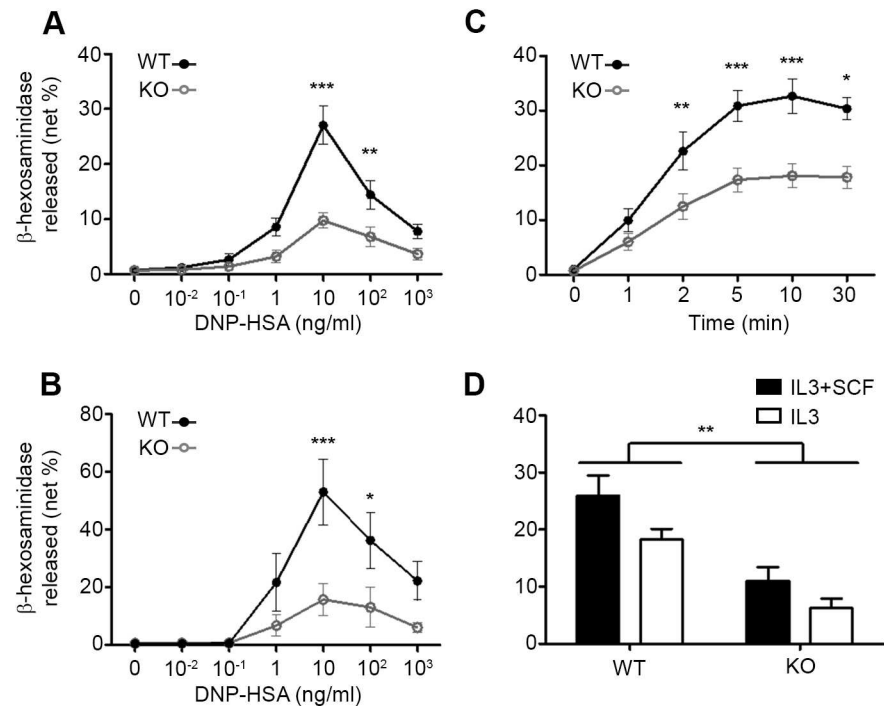 A
WT
KO
β-hexosaminidase
released (net %)
40
30
20
10
0
***
**
0 10⁻² 10⁻¹ 1 10 10² 10³
DNP-HSA (ng/ml)
C
WT
KO
40
30
20
10
0
**
***
***
*
0 1 2 5 10 30
Time (min)
B
WT
KO
β-hexosaminidase
released (net %)
80
60
40
20
0
***
*
0 10⁻² 10⁻¹ 1 10 10² 10³
DNP-HSA (ng/ml)
D
IL3+SCF
IL3
40
30
20
10
0
**
WT KO